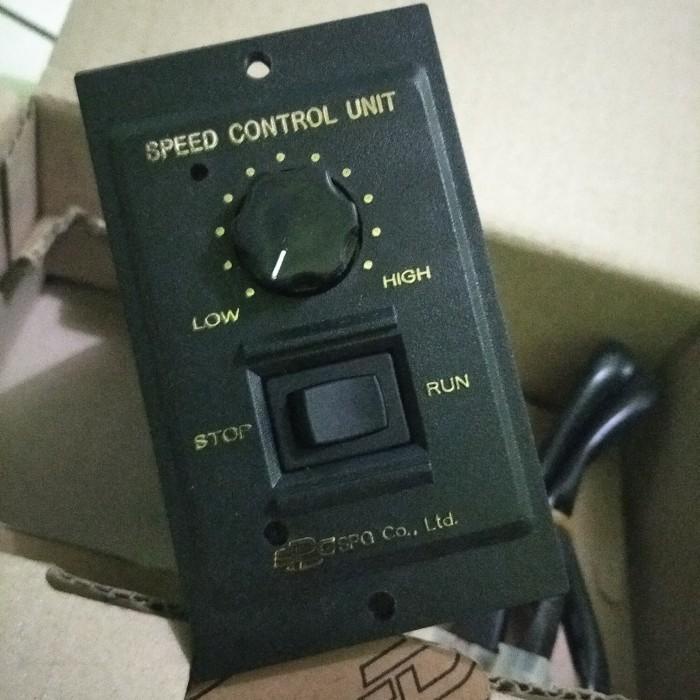 SPEED CONTROL UNIT
LOW
HIGH
STOP
RUN
SPG Co., Ltd.